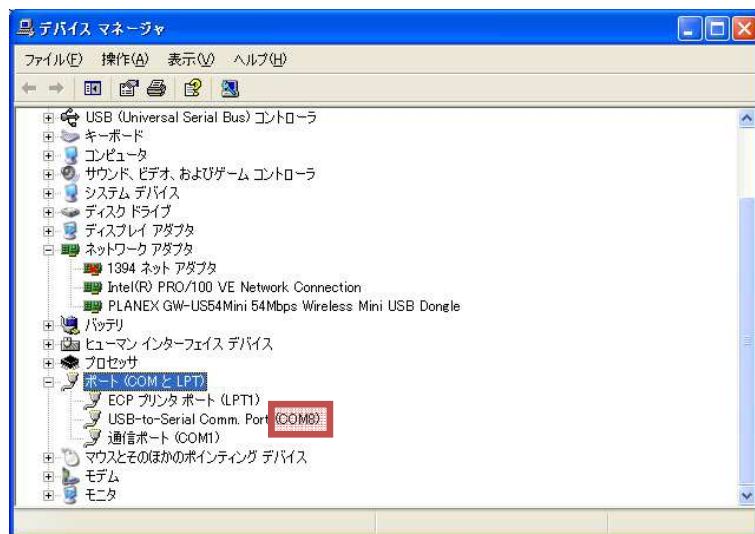 デバイス マネージャ
ファイル(F) 操作(A) 表示(V) ヘルプ(H)
USB (Universal Serial Bus) コントローラ
キーボード
コンピュータ
サウンド、ビデオ、およびゲーム コントローラ
システム デバイス
ディスク ドライブ
ディスプレイ アダプタ
ネットワーク アダプタ
1394 ネット アダプタ
Intel(R) PRO/100 VE Network Connection
PLANEX GW-US54Mini 54Mbps Wireless Mini USB Dongle
バッテリ
ヒューマン インターフェイス デバイス
プロセッサ
ポート (COM と LPT)
ECP プリンタ ポート (LPT1)
USB-to-Serial Comm. Port (COM8)
通信ポート (COM1)
マウスとそのほかのポインティング デバイス
モデム
モニタ